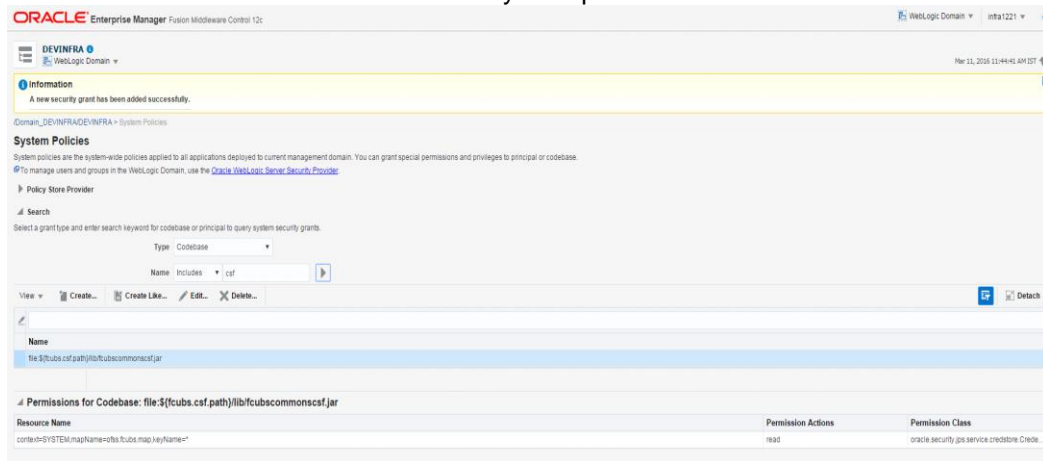 ORACLE Enterprise Manager Fusion Middleware Control 12c
WebLogic Domain infra1221
DEVINFRA
WebLogic Domain
Mar 11, 2016 11:44:41 AM IST
Information
A new security grant has been added successfully.
/Domain_DEVINFRA/DEVINFRA > System Policies
System Policies
System policies are the system-wide policies applied to all applications deployed to current management domain. You can grant special permissions and privileges to principal or codebase.
To manage users and groups in the WebLogic Domain, use the Oracle WebLogic Server Security Provider.
Policy Store Provider
Search
Select a grant type and enter search keyword for codebase or principal to query system security grants.
Type Codebase
Name Includes csf
View Create... Create Like... Edit... Delete... Detach
Name
file:${fcubs.csf.path}/lib/fcubscommonscsf.jar
Permissions for Codebase: file:${fcubs.csf.path}/lib/fcubscommonscsf.jar
Resource Name Permission Actions Permission Class
context=SYSTEM,mapName=ofss.fcubs.map,keyName=* read oracle.security.jps.service.credstore.Crede...